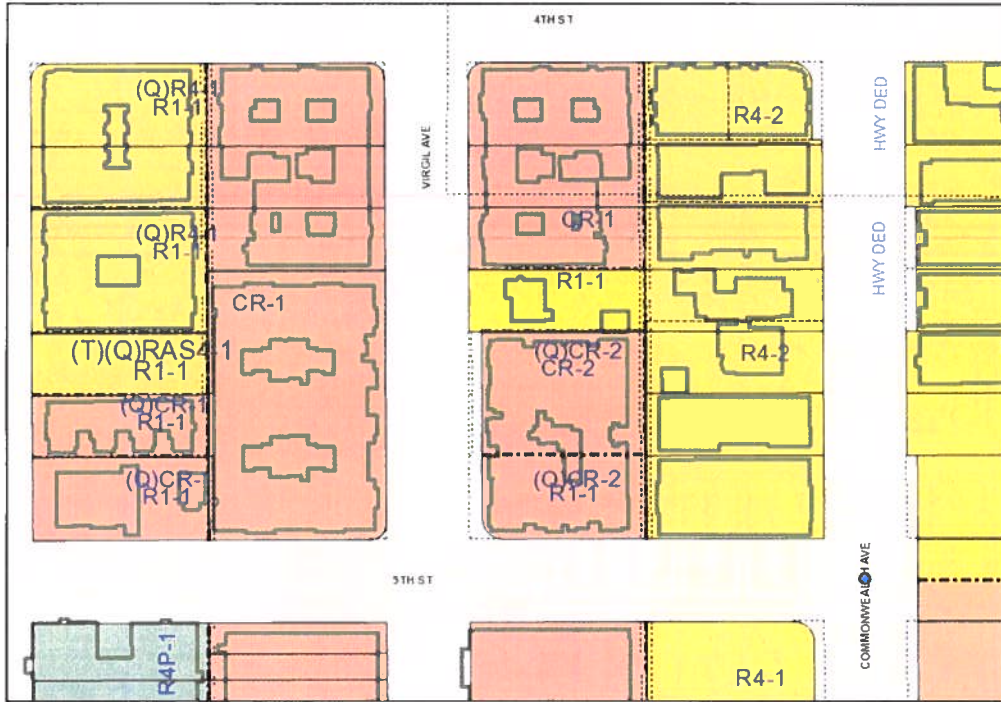 4TH ST
(Q)R4-1
R1-1
R4-2
HWY DED
VIRGIL AVE
(Q)R4-1
R1-1
CR-1
HWY DED
R1-1
CR-1
(T)(Q)RAS4-1
R1-1
(Q)CR-2
CR-2
R4-2
(Q)CR-1
R1-1
(Q)CR-
R1-1
(Q)CR-2
R1-1
5TH ST
COMMONWEALTH AVE
R4P-1
R4-1